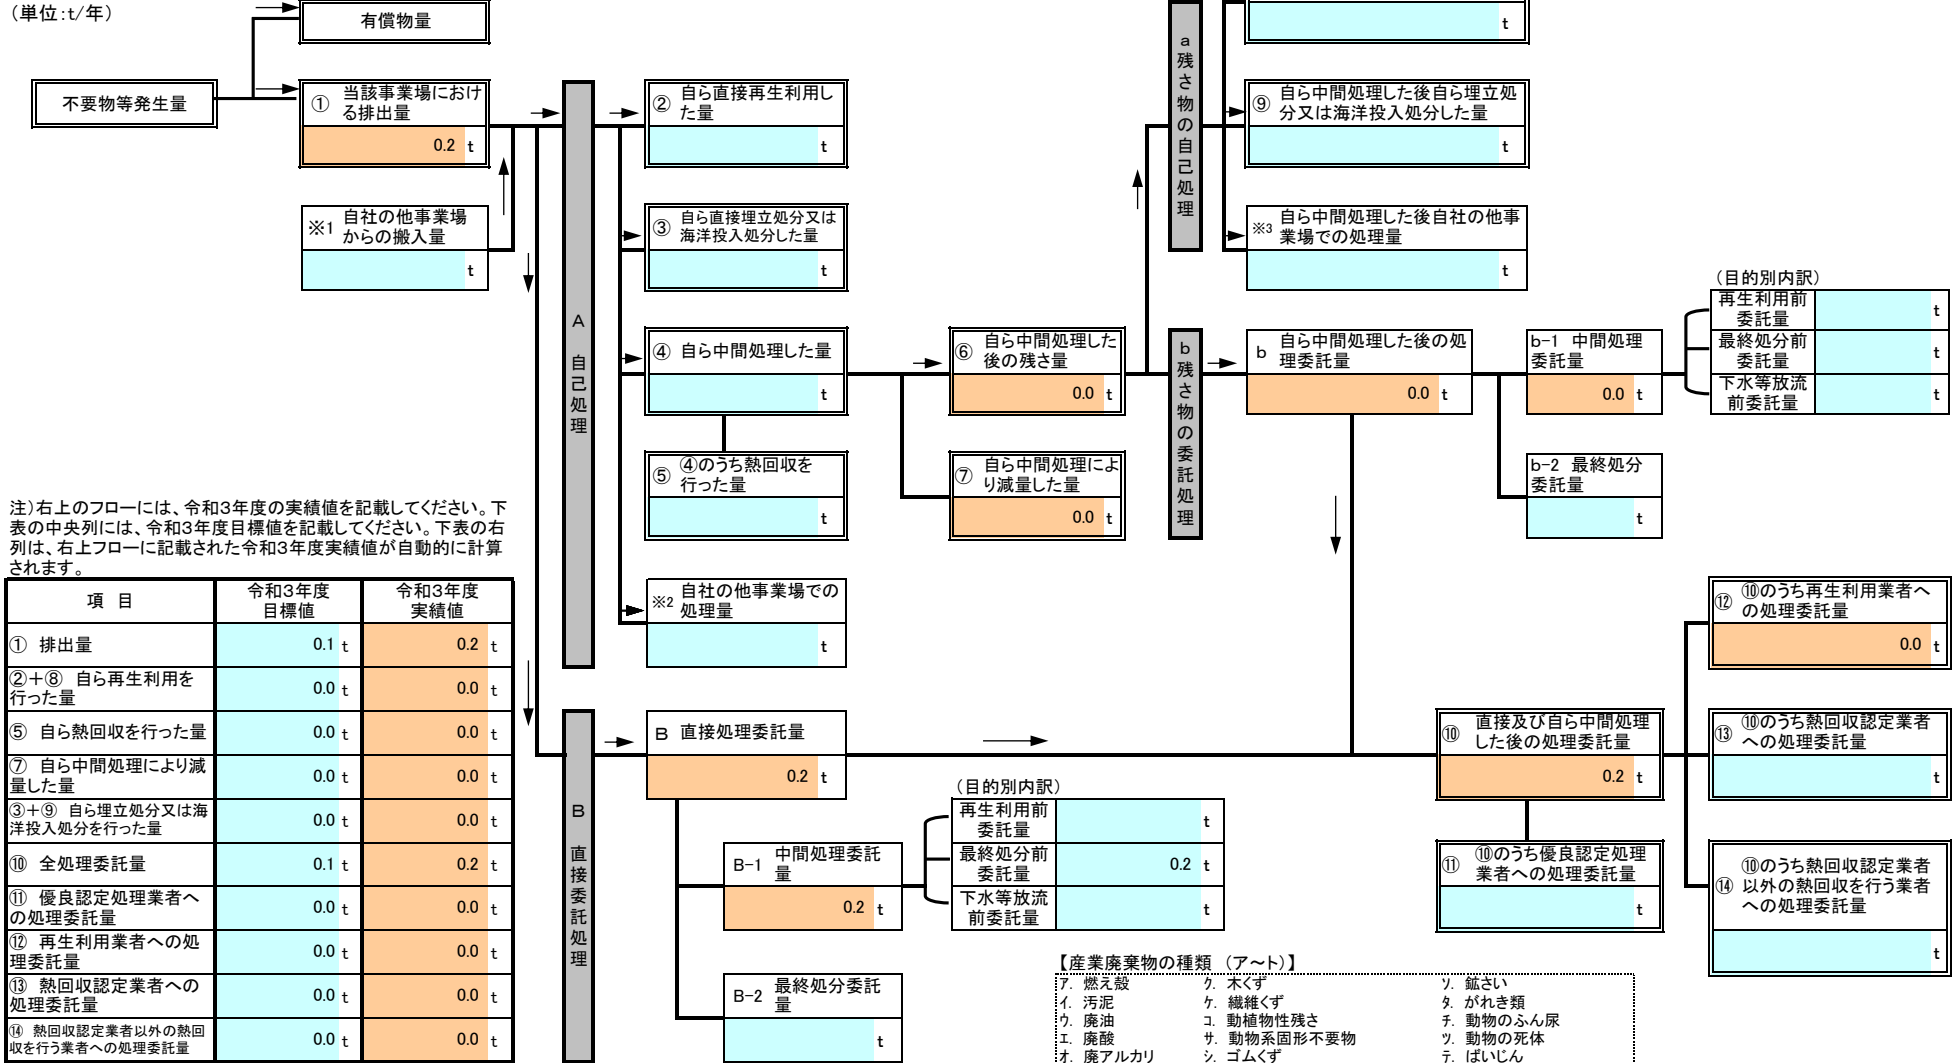 （単位：t/年）
有償物量
不要物等発生量
①
当該事業場におけ
る排出量
0.2 t
※1
自社の他事業場
からの搬入量
t
A 自己処理
②
自ら直接再生利用し
た量
t
③
自ら直接埋立処分又は
海洋投入処分した量
t
④ 自ら中間処理した量
t
⑤
④のうち熱回収を
行った量
t
※2
自社の他事業場での
処理量
t
⑥
自ら中間処理した
後の残さ量
0.0 t
⑦
自ら中間処理によ
り減量した量
0.0 t
a 残さ物の自己処理
t
⑨
自ら中間処理した後自ら埋立処
分又は海洋投入処分した量
t
※3
自ら中間処理した後自社の他事
業場での処理量
t
b 残さ物の委託処理
b
自ら中間処理した後の処
理委託量
0.0 t
b-1 中間処理
委託量
0.0 t
（目的別内訳）
再生利用前
委託量
t
最終処分前
委託量
t
下水等放流
前委託量
t
b-2 最終処分
委託量
t
注）右上のフローには、令和3年度の実績値を記載してください。下
表の中央列には、令和3年度目標値を記載してください。下表の右
列は、右上フローに記載された令和3年度実績値が自動的に計算
されます。
項 目
令和3年度
目標値
令和3年度
実績値
① 排出量 0.1 t 0.2 t
②＋⑧ 自ら再生利用を
行った量 0.0 t 0.0 t
⑤ 自ら熱回収を行った量 0.0 t 0.0 t
⑦ 自ら中間処理により減
量した量 0.0 t 0.0 t
③＋⑨ 自ら埋立処分又は海
洋投入処分を行った量 0.0 t 0.0 t
⑩ 全処理委託量 0.1 t 0.2 t
⑪ 優良認定処理業者へ
の処理委託量 0.0 t 0.0 t
⑫ 再生利用業者への処
理委託量 0.0 t 0.0 t
⑬ 熱回収認定業者への
処理委託量 0.0 t 0.0 t
⑭ 熱回収認定業者以外の熱回
収を行う業者への処理委託量 0.0 t 0.0 t
B 直接委託処理
B 直接処理委託量
0.2 t
B-1
中間処理委託
量
0.2 t
（目的別内訳）
再生利用前
委託量
t
最終処分前
委託量
0.2 t
下水等放流
前委託量
t
B-2
最終処分委託
量
t
⑩
直接及び自ら中間処理
した後の処理委託量
0.2 t
⑪
⑩のうち優良認定処理
業者への処理委託量
t
⑫
⑩のうち再生利用業者へ
の処理委託量
0.0 t
⑬
⑩のうち熱回収認定業者
への処理委託量
t
⑭
⑩のうち熱回収認定業者
以外の熱回収を行う業者
への処理委託量
t
【産業廃棄物の種類 （ア～ト）】
ア. 燃え殻 ク. 木くず ソ. 鉱さい
イ. 汚泥 ケ. 繊維くず タ. がれき類
ウ. 廃油 コ. 動植物性残さ チ. 動物のふん尿
エ. 廃酸 サ. 動物系固形不要物 ツ. 動物の死体
オ. 廃アルカリ シ. ゴムくず テ. ばいじん